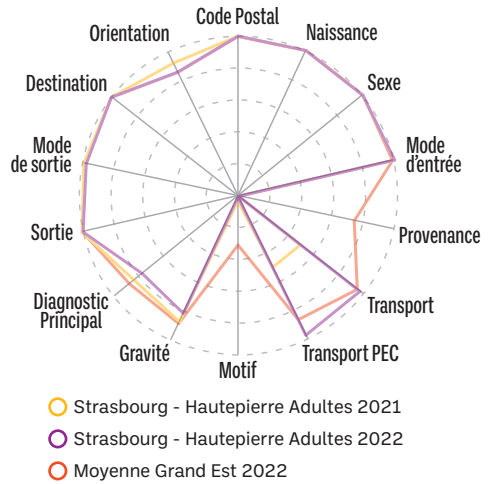 Code Postal
Naissance
Sexe
Mode
d'entrée
Provenance
Transport
Transport PEC
Motif
Gravité
Diagnostic
Principal
Sortie
Mode
de sortie
Destination
Orientation
Strasbourg - Hautepierre Adultes 2021
Strasbourg - Hautepierre Adultes 2022
Moyenne Grand Est 2022